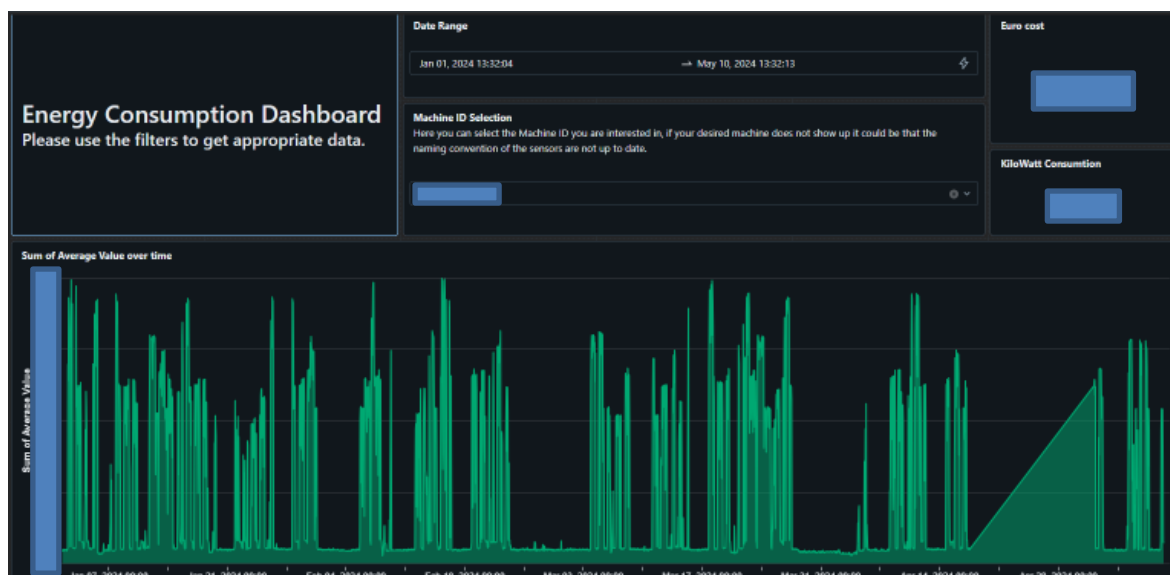 Energy Consumption Dashboard
Please use the filters to get appropriate data.
Date Range
Jan 01, 2024 13:32:04 → May 10, 2024 13:32:13
Machine ID Selection
Here you can select the Machine ID you are interested in, if your desired machine does not show up it could be that the
naming convention of the sensors are not up to date.
Euro cost
KiloWatt Consumtion
Sum of Average Value over time
Sum of Average Value